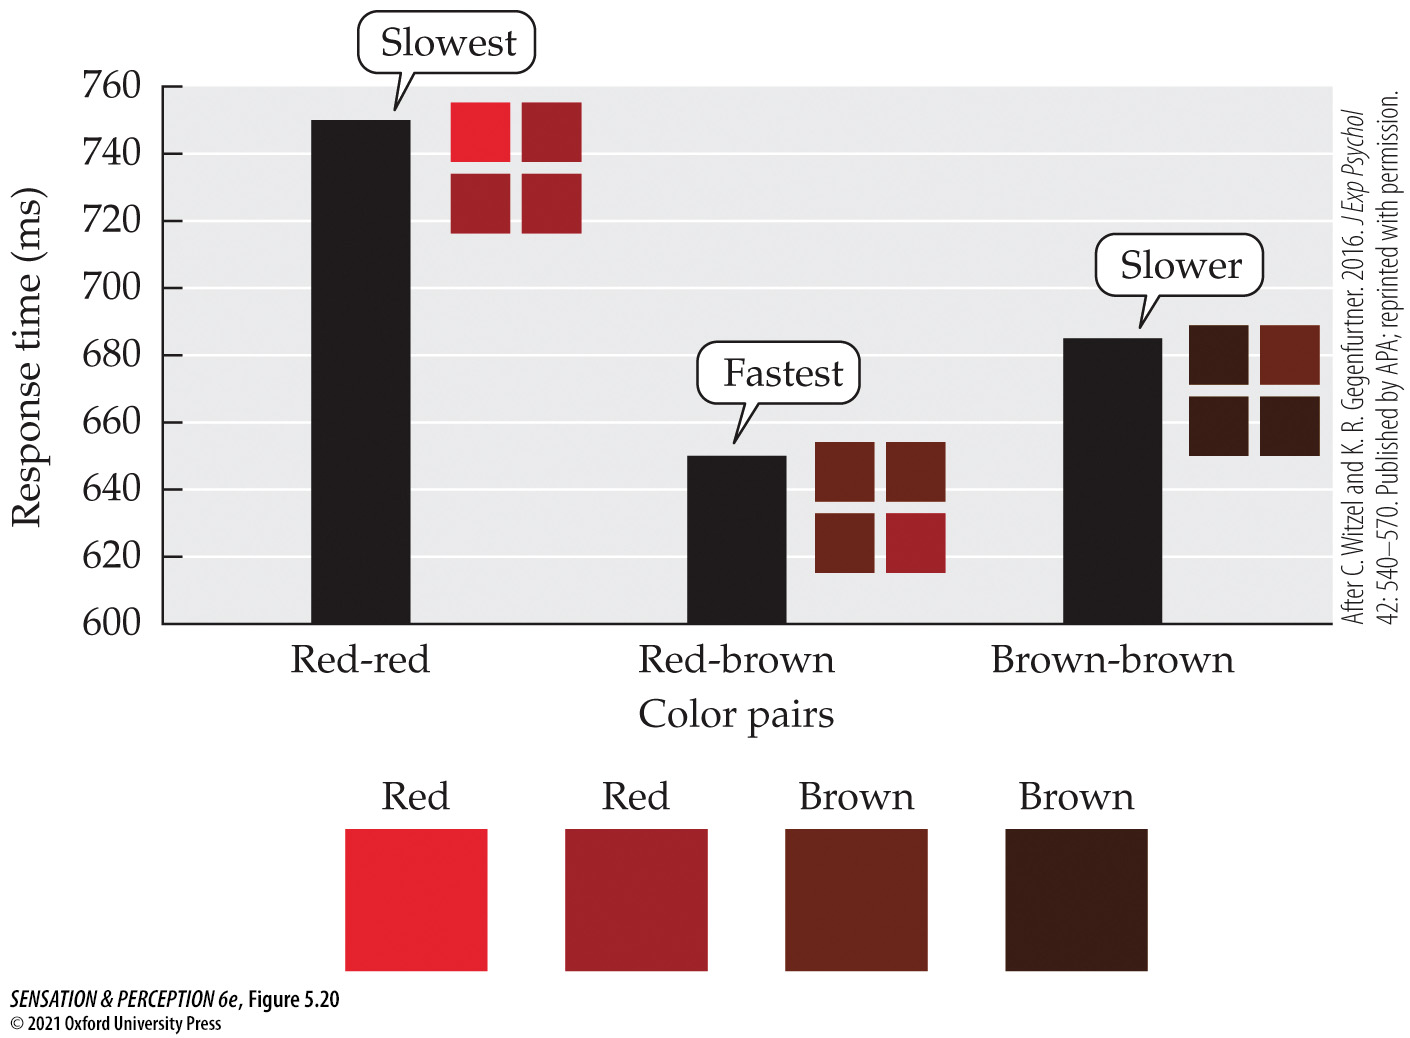 Slowest
760
740
720
700
680
660
640
620
600
Response time (ms)
Fastest
Slower
Red-red
Red-brown
Brown-brown
Color pairs
After C. Witzel and K. R. Gegenfurtner. 2016. J Exp Psychol
42: 540–570. Published by APA; reprinted with permission.
Red
Red
Brown
Brown
SENSATION & PERCEPTION 6e, Figure 5.20
© 2021 Oxford University Press